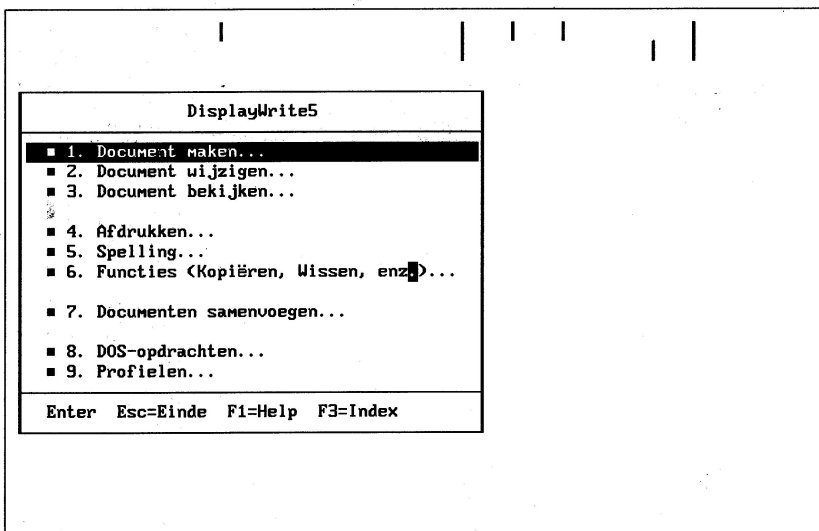 DisplayWrite5
1. Document maken...
2. Document wijzigen...
3. Document bekijken...
4. Afdrukken...
5. Spelling...
6. Functies (Kopiëren, Wissen, enz.)...
7. Documenten samenvoegen...
8. DOS-opdrachten...
9. Profielen...
Enter Esc=Einde F1=Help F3=Index